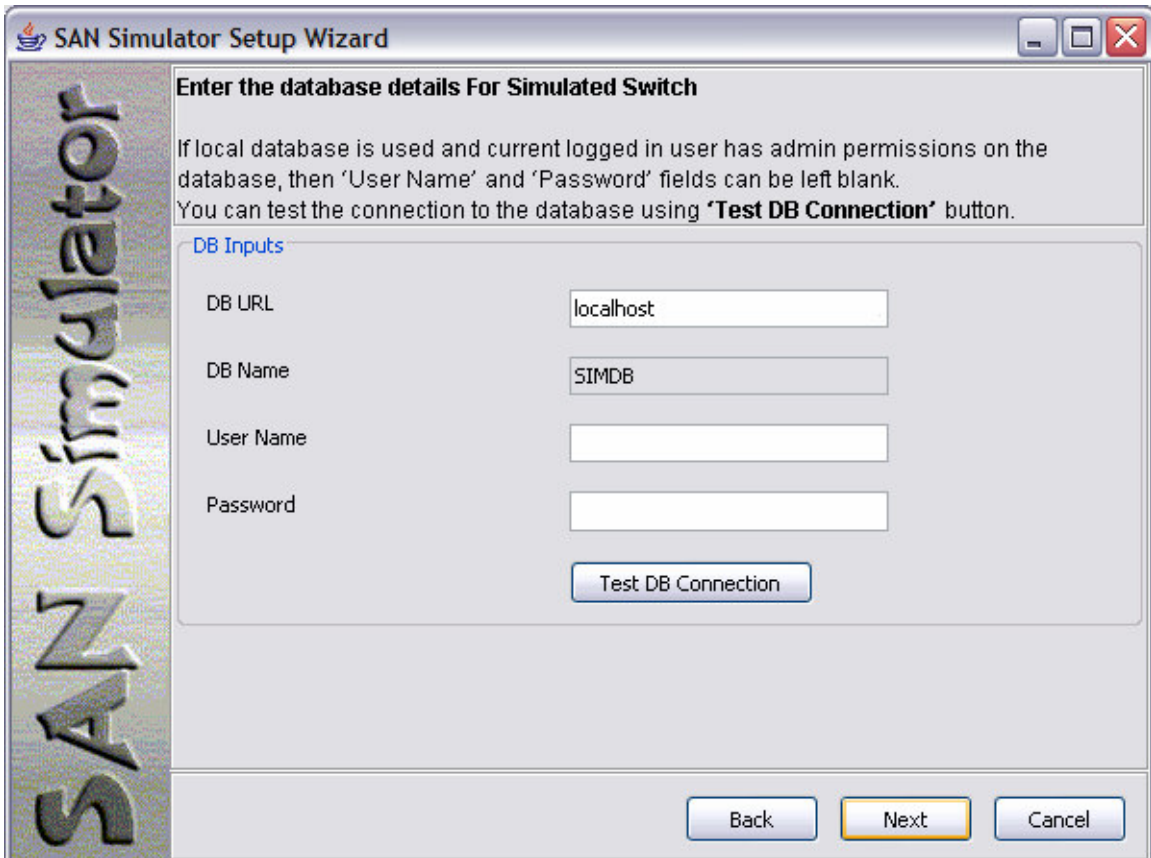 SAN Simulator Setup Wizard
SAN Simulator
Enter the database details For Simulated Switch
If local database is used and current logged in user has admin permissions on the
database, then ‘User Name’ and ‘Password’ fields can be left blank.
You can test the connection to the database using ‘Test DB Connection’ button.
DB Inputs
DB URL
localhost
DB Name
SIMDB
User Name
Password
Test DB Connection
Back
Next
Cancel